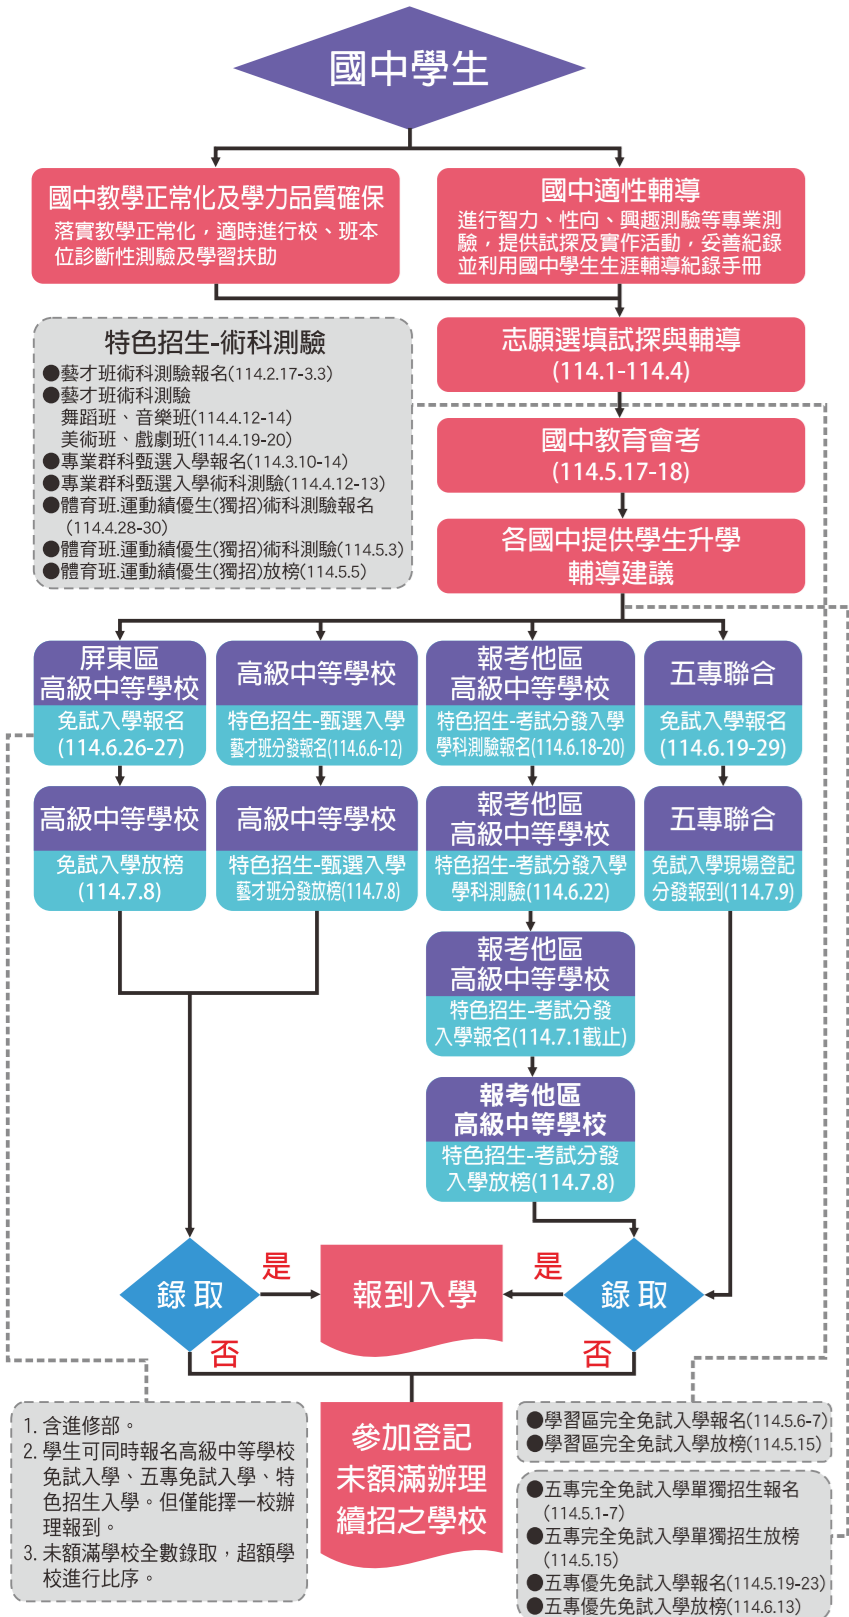 國中學生
國中教學正常化及學力品質確保
落實教學正常化，適時進行校、班本
位診斷性測驗及學習扶助
國中適性輔導
進行智力、性向、興趣測驗等專業測
驗，提供試探及實作活動，妥善紀錄
並利用國中學生生涯輔導紀錄手冊
特色招生-術科測驗
●藝才班術科測驗報名(114.2.17-3.3)
●藝才班術科測驗
舞蹈班、音樂班(114.4.12-14)
美術班、戲劇班(114.4.19-20)
●專業群科甄選入學報名(114.3.10-14)
●專業群科甄選入學術科測驗(114.4.12-13)
●體育班.運動績優生(獨招)術科測驗報名
(114.4.28-30)
●體育班.運動績優生(獨招)術科測驗(114.5.3)
●體育班.運動績優生(獨招)放榜(114.5.5)
志願選填試探與輔導
(114.1-114.4)
國中教育會考
(114.5.17-18)
各國中提供學生升學
輔導建議
屏東區
高級中等學校
免試入學報名
(114.6.26-27)
高級中等學校
特色招生-甄選入學
藝才班分發報名(114.6.6-12)
報考他區
高級中等學校
特色招生-考試分發入學
學科測驗報名(114.6.18-20)
五專聯合
免試入學報名
(114.6.19-29)
高級中等學校
免試入學放榜
(114.7.8)
高級中等學校
特色招生-甄選入學
藝才班分發放榜(114.7.8)
報考他區
高級中等學校
特色招生-考試分發入學
學科測驗(114.6.22)
五專聯合
免試入學現場登記
分發報到(114.7.9)
報考他區
高級中等學校
特色招生-考試分發
入學報名(114.7.1截止)
報考他區
高級中等學校
特色招生-考試分發
入學放榜(114.7.8)
錄取
是
報到入學
是
錄取
否
否
參加登記
未額滿辦理
續招之學校
1. 含進修部。
2. 學生可同時報名高級中等學校
免試入學、五專免試入學、特
色招生入學。但僅能擇一校辦
理報到。
3. 未額滿學校全數錄取，超額學
校進行比序。
●學習區完全免試入學報名(114.5.6-7)
●學習區完全免試入學放榜(114.5.15)
●五專完全免試入學單獨招生報名
(114.5.1-7)
●五專完全免試入學單獨招生放榜
(114.5.15)
●五專優先免試入學報名(114.5.19-23)
●五專優先免試入學放榜(114.6.13)